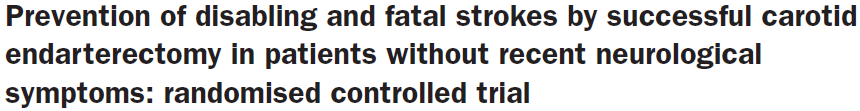 Prevention of disabling and fatal strokes by successful carotid
endarterectomy in patients without recent neurological
symptoms: randomised controlled trial